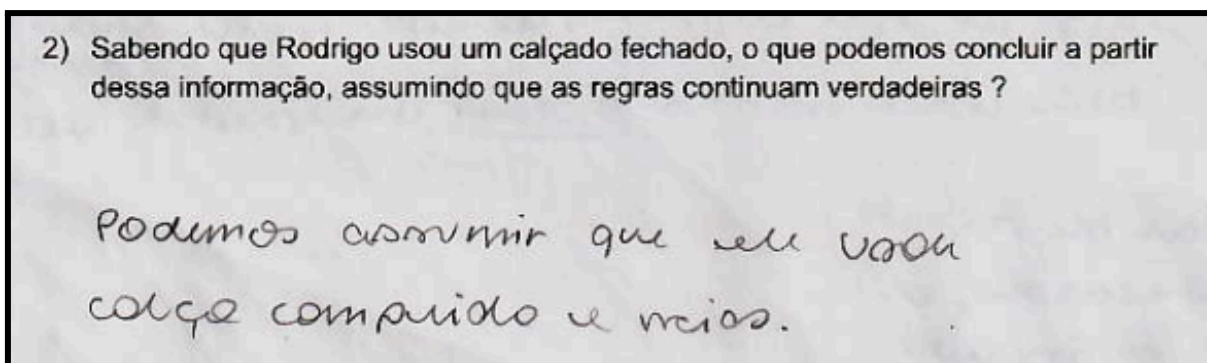 2) Sabendo que Rodrigo usou um calçado fechado, o que podemos concluir a partir
dessa informação, assumindo que as regras continuam verdadeiras ?
Podemos assumir que ele usou
calça comprida e meias.